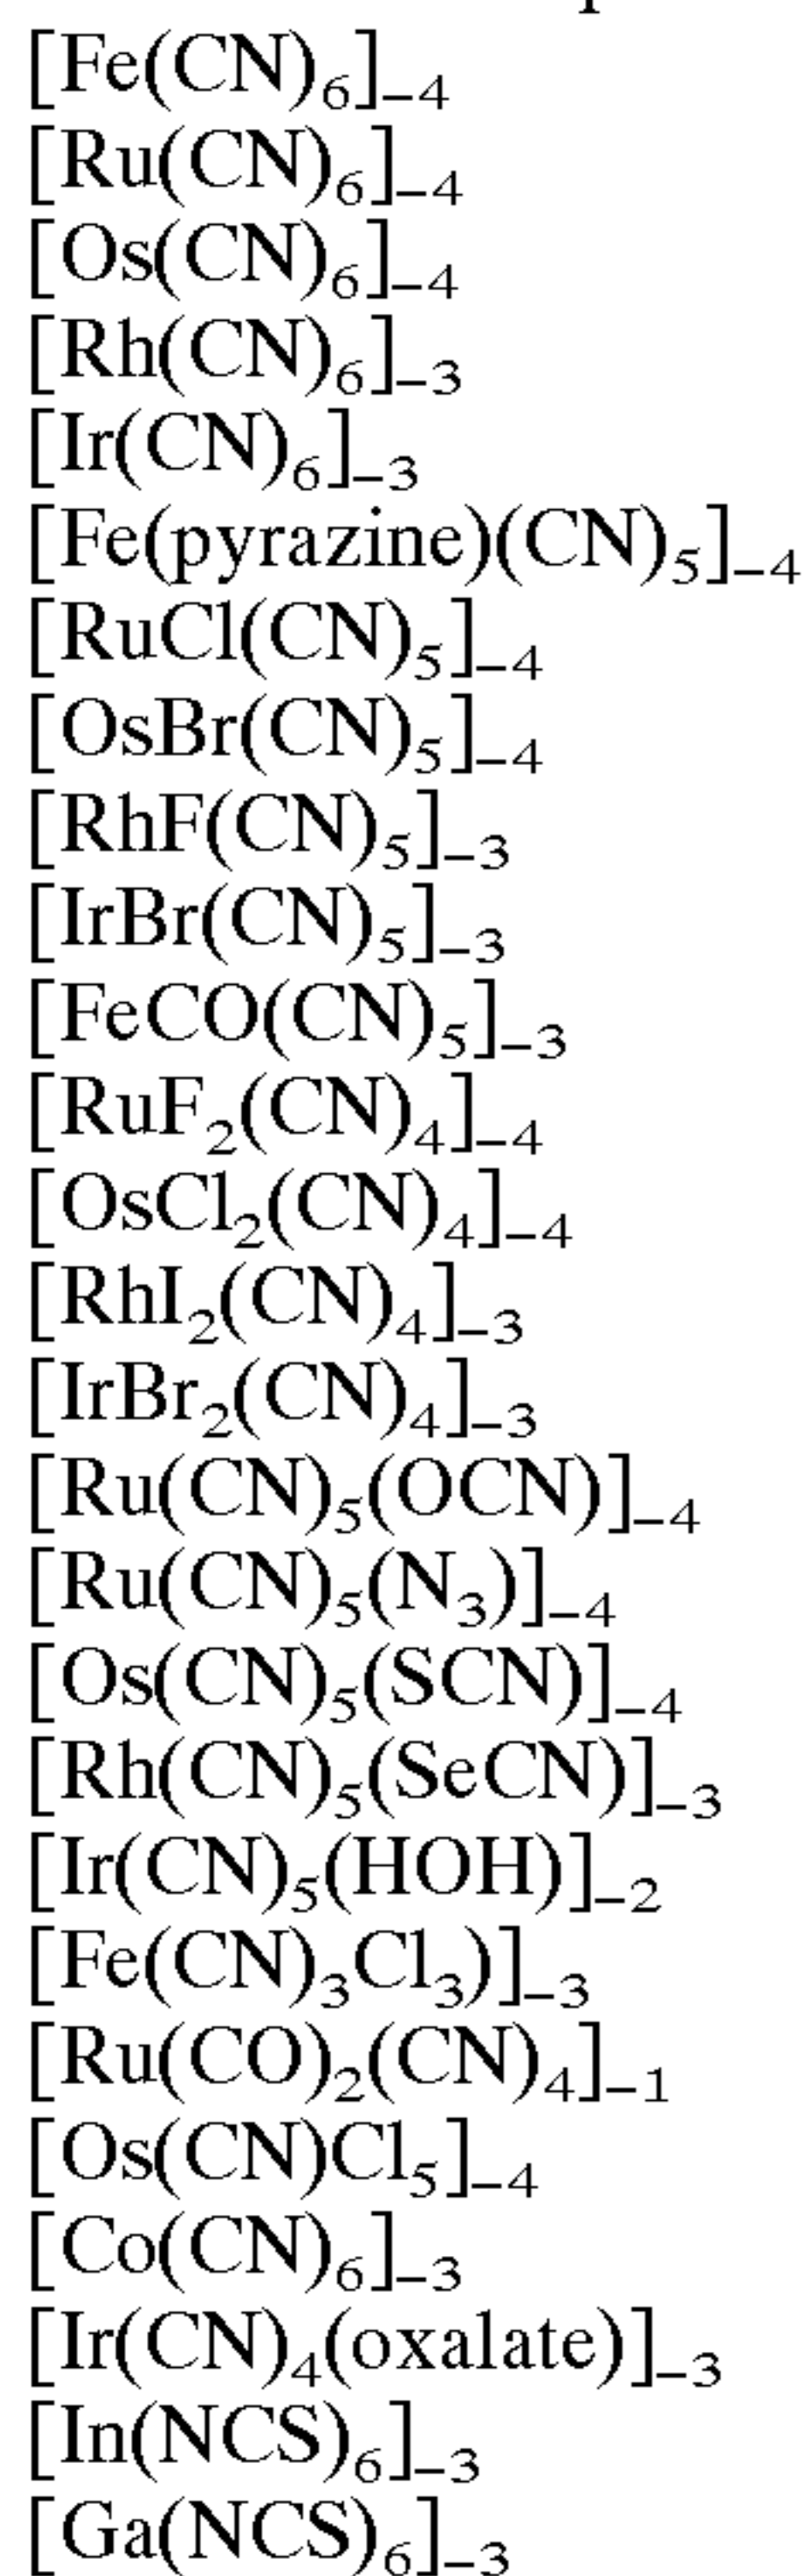 [Fe(CN)₆]₋₄
[Ru(CN)₆]₋₄
[Os(CN)₆]₋₄
[Rh(CN)₆]₋₃
[Ir(CN)₆]₋₃
[Fe(pyrazine)(CN)₅]₋₄
[RuCl(CN)₅]₋₄
[OsBr(CN)₅]₋₄
[RhF(CN)₅]₋₃
[IrBr(CN)₅]₋₃
[FeCO(CN)₅]₋₃
[RuF₂(CN)₄]₋₄
[OsCl₂(CN)₄]₋₄
[RhI₂(CN)₄]₋₃
[IrBr₂(CN)₄]₋₃
[Ru(CN)₅(OCN)]₋₄
[Ru(CN)₅(N₃)]₋₄
[Os(CN)₅(SCN)]₋₄
[Rh(CN)₅(SeCN)]₋₃
[Ir(CN)₅(HOH)]₋₂
[Fe(CN)₃Cl₃)]₋₃
[Ru(CO)₂(CN)₄]₋₁
[Os(CN)Cl₅]₋₄
[Co(CN)₆]₋₃
[Ir(CN)₄(oxalate)]₋₃
[In(NCS)₆]₋₃
[Ga(NCS)₆]₋₃